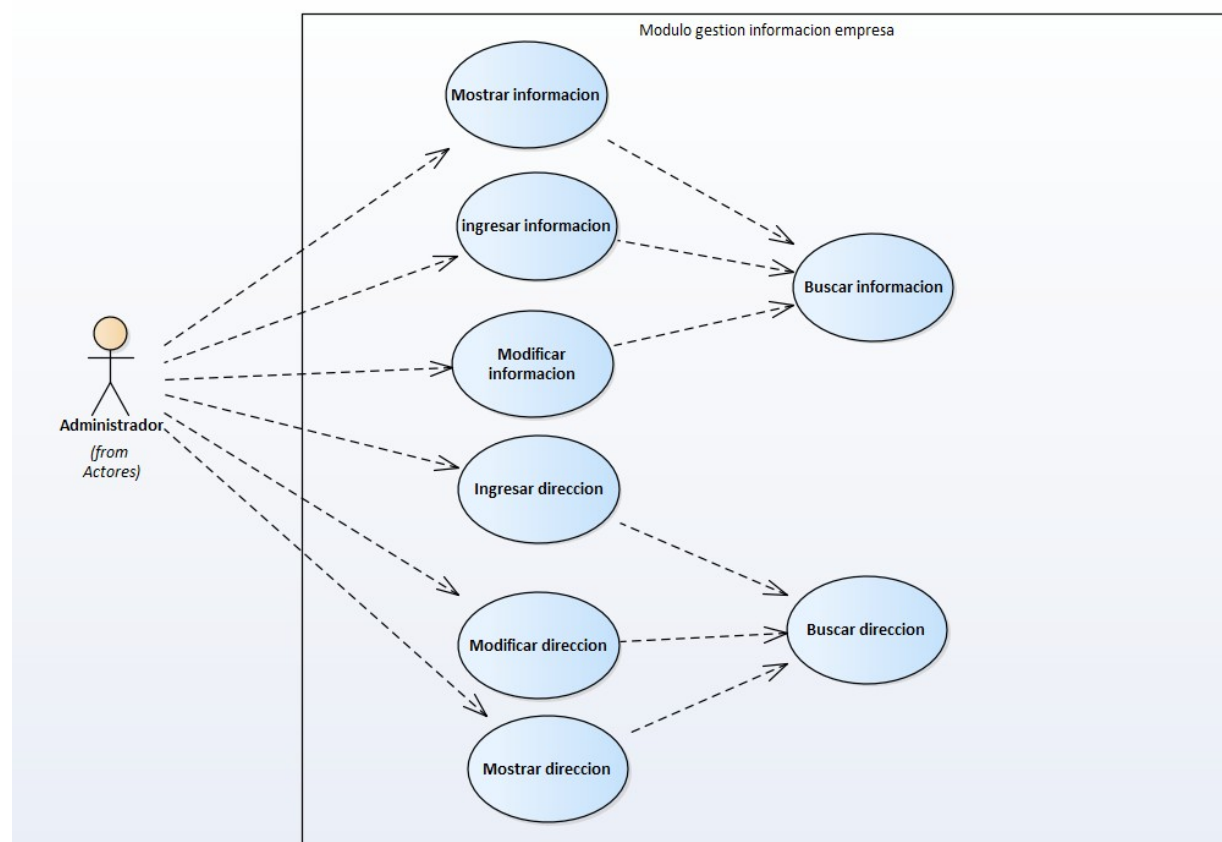 Modulo gestion informacion empresa
Mostrar informacion
ingresar informacion
Buscar informacion
Modificar
informacion
Administrador
(from
Actores)
Ingresar direccion
Modificar direccion
Buscar direccion
Mostrar direccion